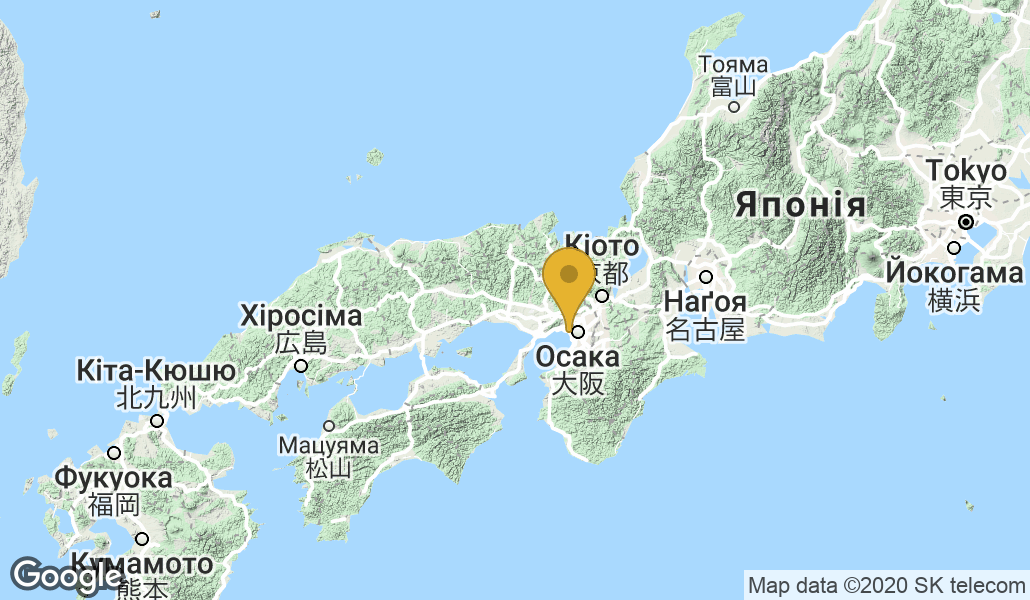 Тояма
富山
Tokyo
東京
Японія
Кіото
京都
Йокогама
横浜
Наґоя
名古屋
Хіросіма
広島
Осака
大阪
Кіта-Кюшю
北九州
Мацуяма
松山
Фукуока
福岡
Кумамото
熊本
Google
Map data ©2020 SK telecom